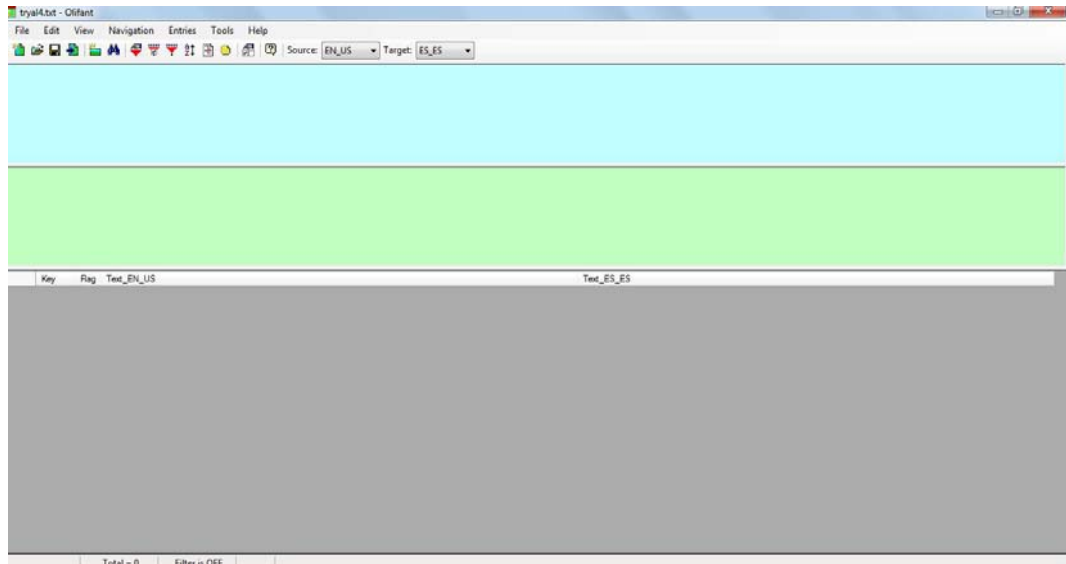 tryal4.txt - Olifant
File Edit View Navigation Entries Tools Help
Source: EN_US Target: ES_ES
Key Flag Text_EN_US Text_ES_ES
Total = 0 Filter is OFF